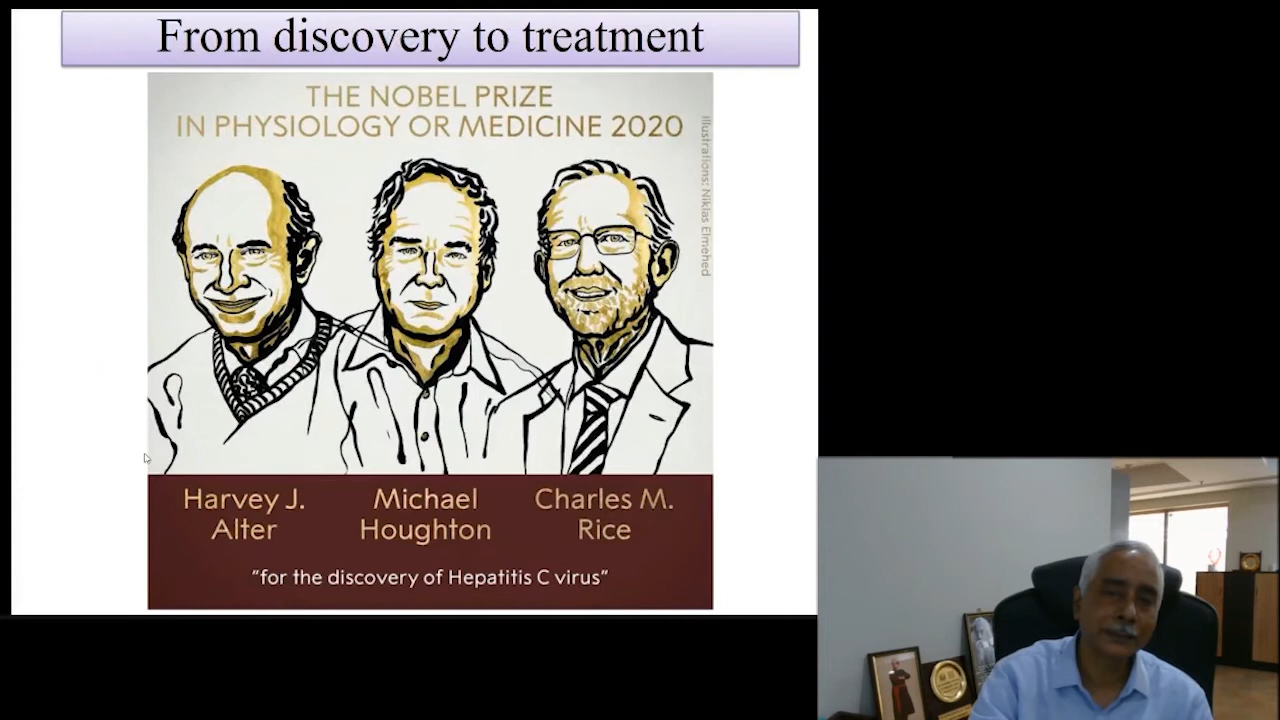 From discovery to treatment
THE NOBEL PRIZE
IN PHYSIOLOGY OR MEDICINE 2020
Illustrations: Niklas Elmehed
Harvey J.
Alter
Michael
Houghton
Charles M.
Rice
"for the discovery of Hepatitis C virus"